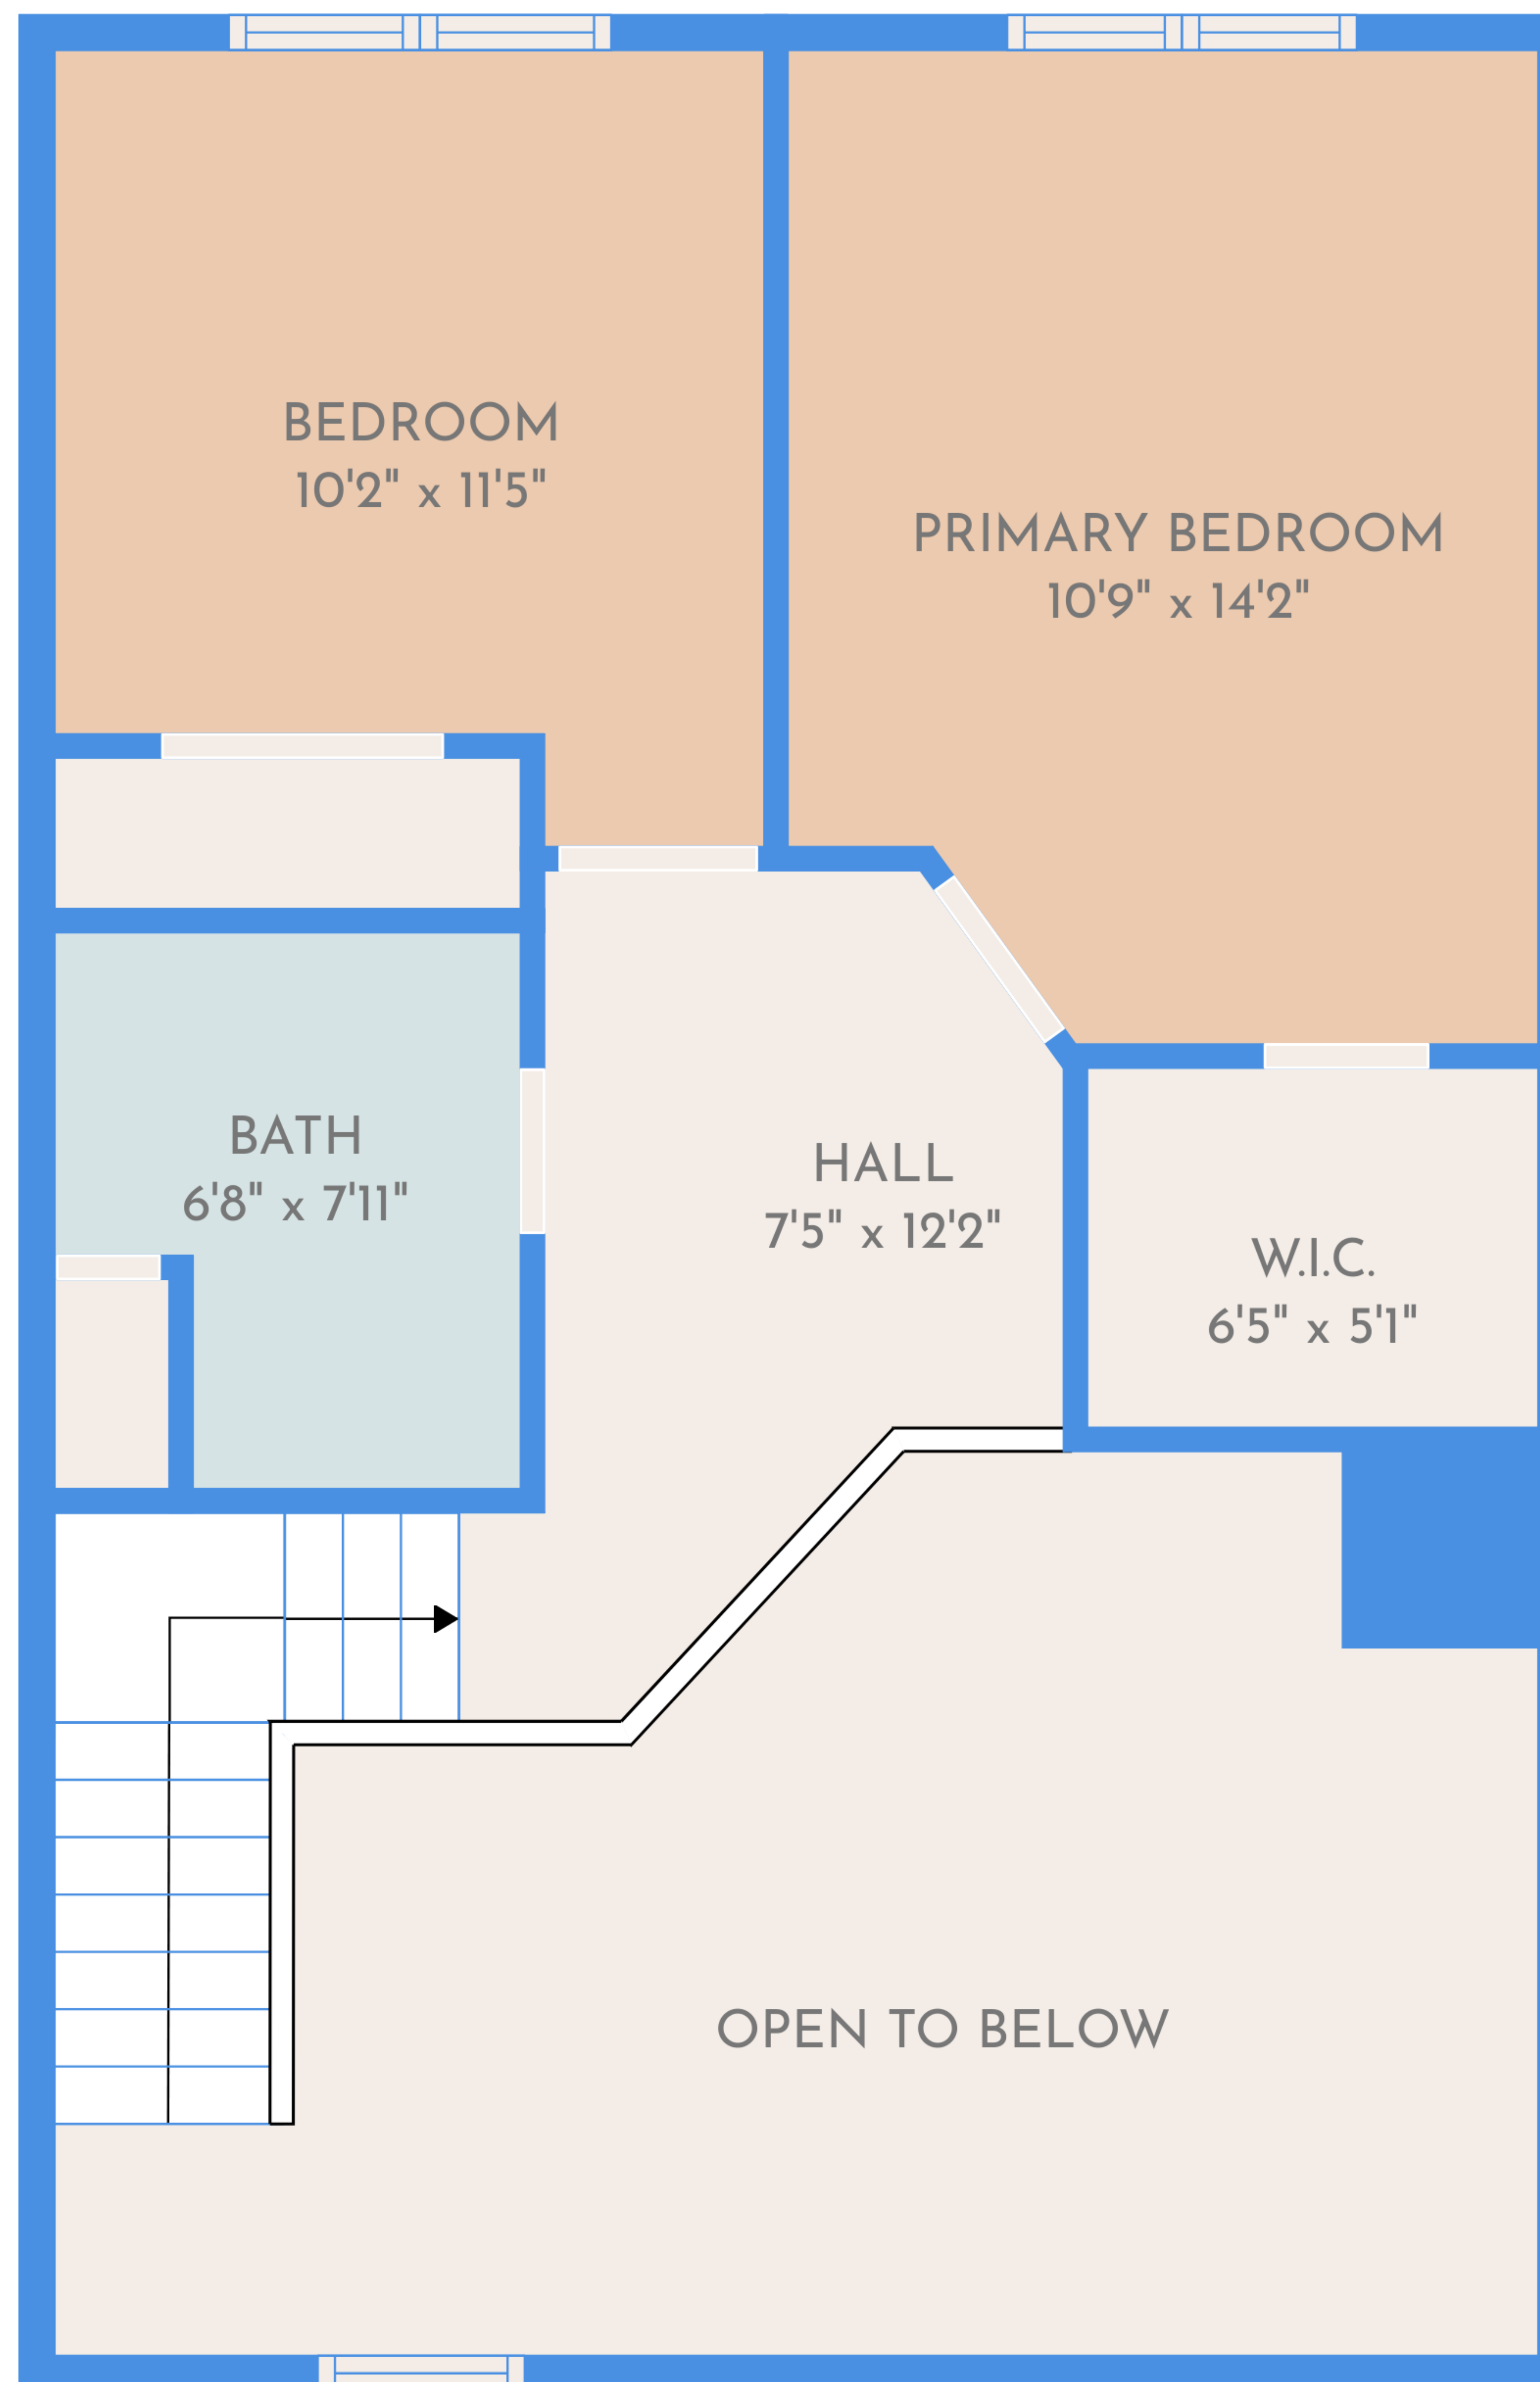 BEDROOM
10'2" x 11'5"
PRIMARY BEDROOM
10'9" x 14'2"
BATH
6'8" x 7'11"
HALL
7'5" x 12'2"
W.I.C.
6'5" x 5'1"
OPEN TO BELOW